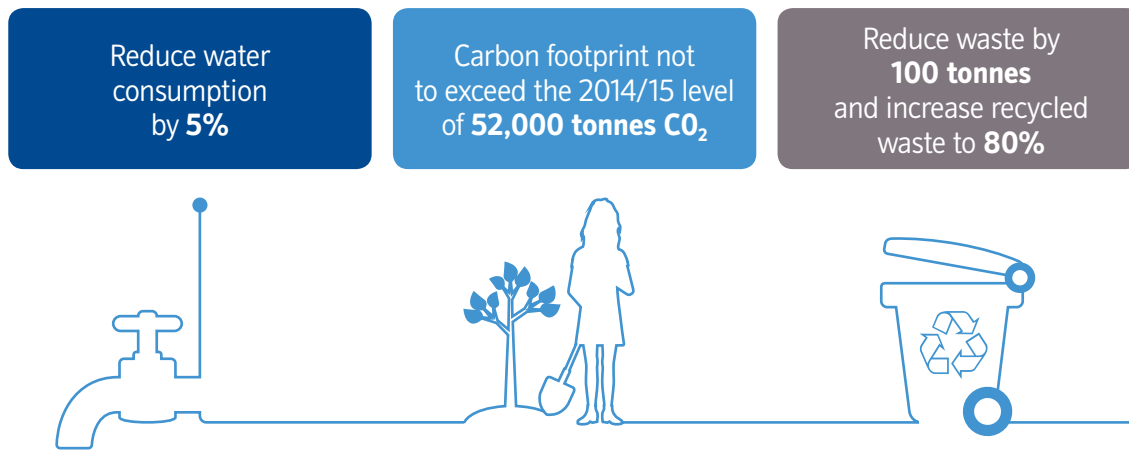 Reduce water
consumption
by 5%
Carbon footprint not
to exceed the 2014/15 level
of 52,000 tonnes CO₂
Reduce waste by
100 tonnes
and increase recycled
waste to 80%